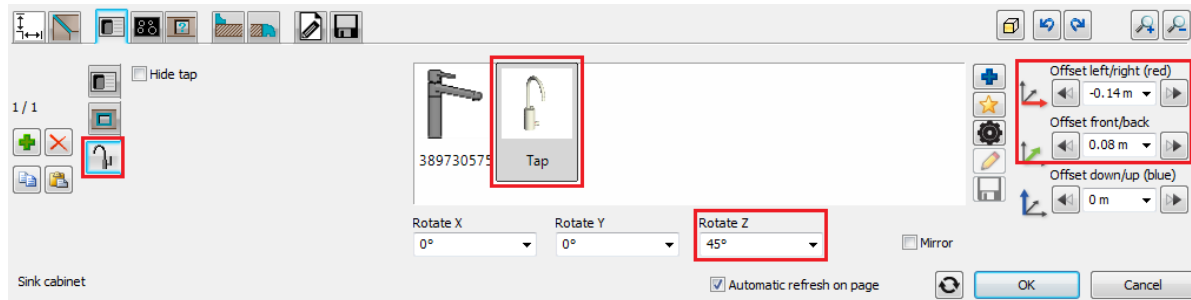 Hide tap
Offset left/right (red)
1 / 1
-0.14 m
Offset front/back
389730575
Tap
0.08 m
Offset down/up (blue)
0 m
Rotate X
Rotate Y
Rotate Z
0°
0°
45°
Mirror
Sink cabinet
Automatic refresh on page
OK
Cancel